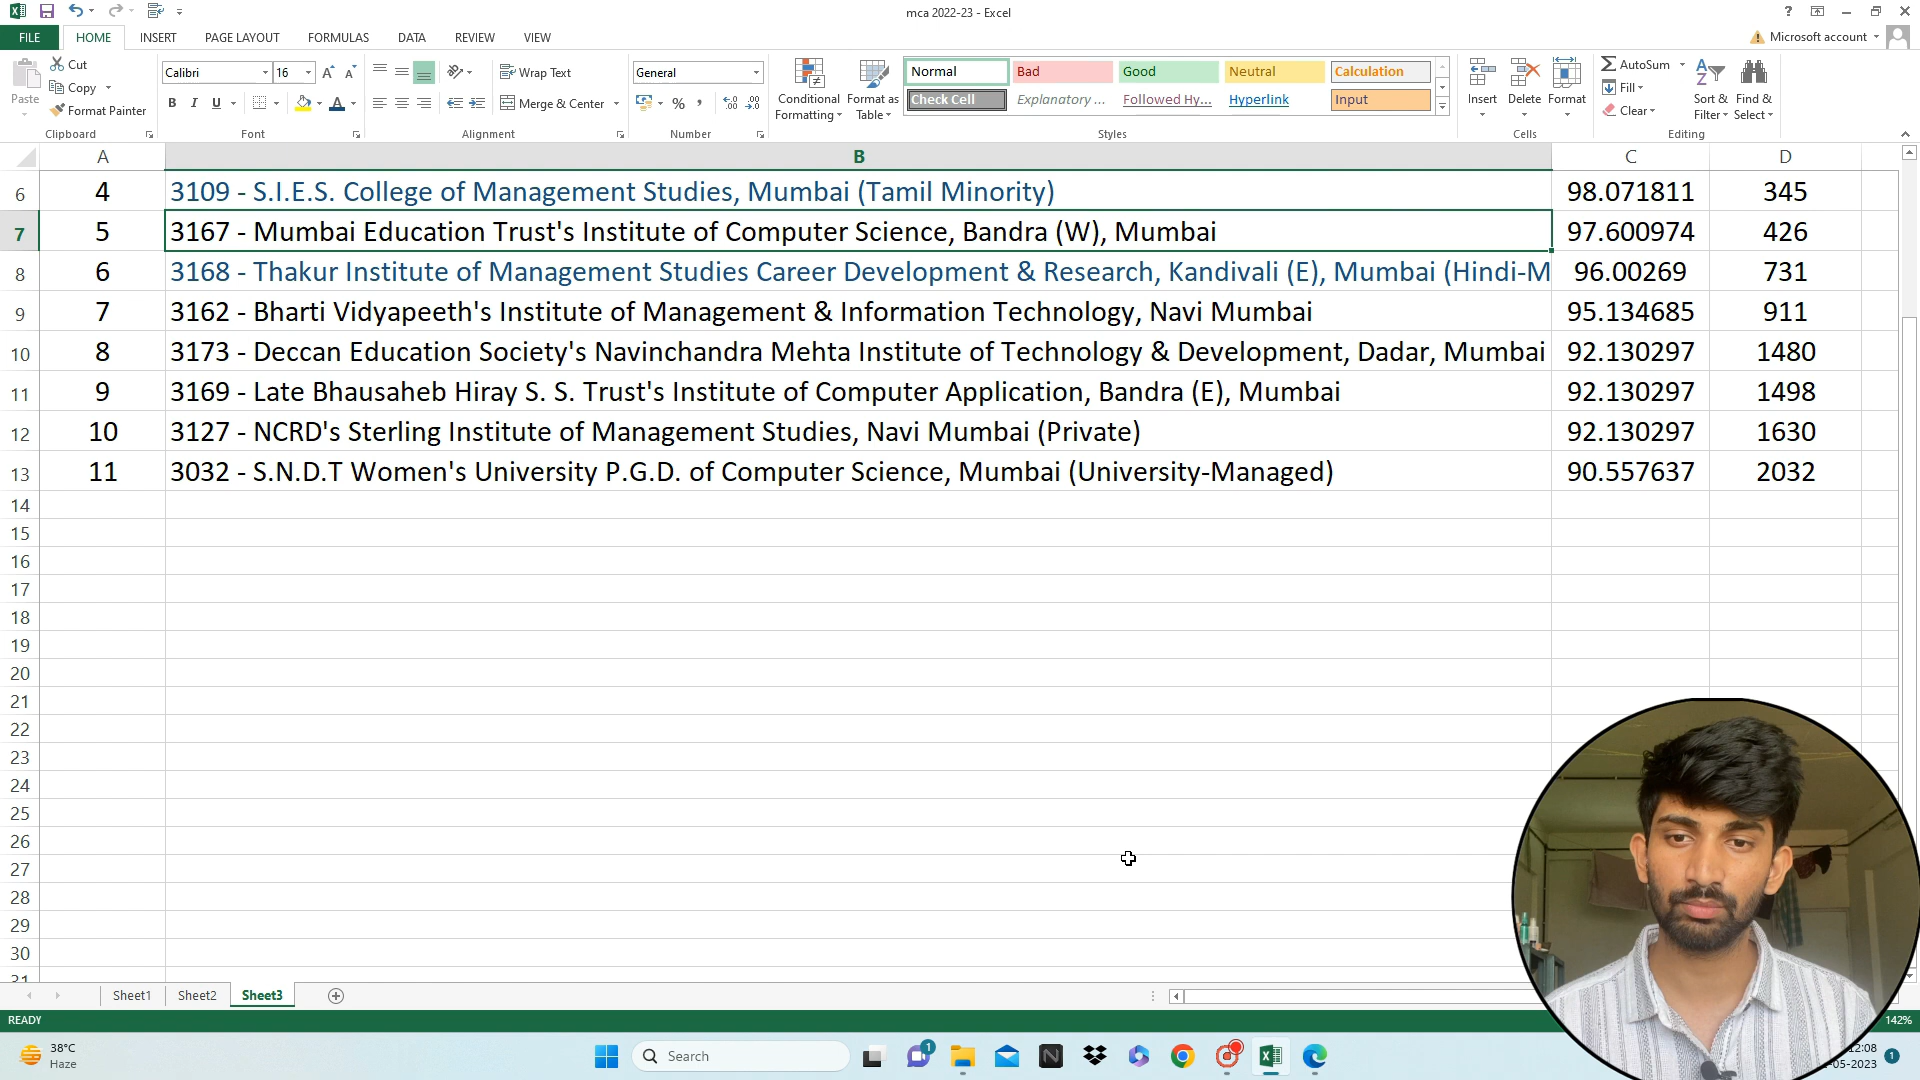 mca 2022-23 - Excel
?
FILE HOME INSERT PAGE LAYOUT FORMULAS DATA REVIEW VIEW
Microsoft account
Paste
Cut
Copy
Format Painter
Clipboard
Calibri 16
B I U
Font
Wrap Text
Merge & Center
Alignment
General
%
Number
Conditional Formatting
Format as Table
Normal Bad Good Neutral Calculation
Check Cell Explanatory ... Followed Hy... Hyperlink Input
Styles
Insert Delete Format
Cells
AutoSum
Fill
Clear
Sort & Filter
Find & Select
Editing
A B C D
6 4 3109 - S.I.E.S. College of Management Studies, Mumbai (Tamil Minority) 98.071811 345
7 5 3167 - Mumbai Education Trust's Institute of Computer Science, Bandra (W), Mumbai 97.600974 426
8 6 3168 - Thakur Institute of Management Studies Career Development & Research, Kandivali (E), Mumbai (Hindi-M 96.00269 731
9 7 3162 - Bharti Vidyapeeth's Institute of Management & Information Technology, Navi Mumbai 95.134685 911
10 8 3173 - Deccan Education Society's Navinchandra Mehta Institute of Technology & Development, Dadar, Mumbai 92.130297 1480
11 9 3169 - Late Bhausaheb Hiray S. S. Trust's Institute of Computer Application, Bandra (E), Mumbai 92.130297 1498
12 10 3127 - NCRD's Sterling Institute of Management Studies, Navi Mumbai (Private) 92.130297 1630
13 11 3032 - S.N.D.T Women's University P.G.D. of Computer Science, Mumbai (University-Managed) 90.557637 2032
14
15
16
17
18
19
20
21
22
23
24
25
26
27
28
29
30
31
Sheet1 Sheet2 Sheet3
READY
142%
38°C
Haze
Search
1
12:08
-05-2023
1